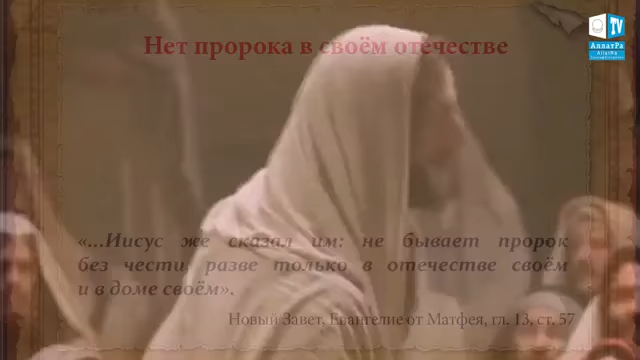 Нет пророка в своём отечестве
TV
АллатРа
AllatRa
«...Иисус же сказал им: не бывает пророк
без чести, разве только в отечестве своём
и в доме своём».
Новый Завет, Евангелие от Матфея, гл. 13, ст. 57